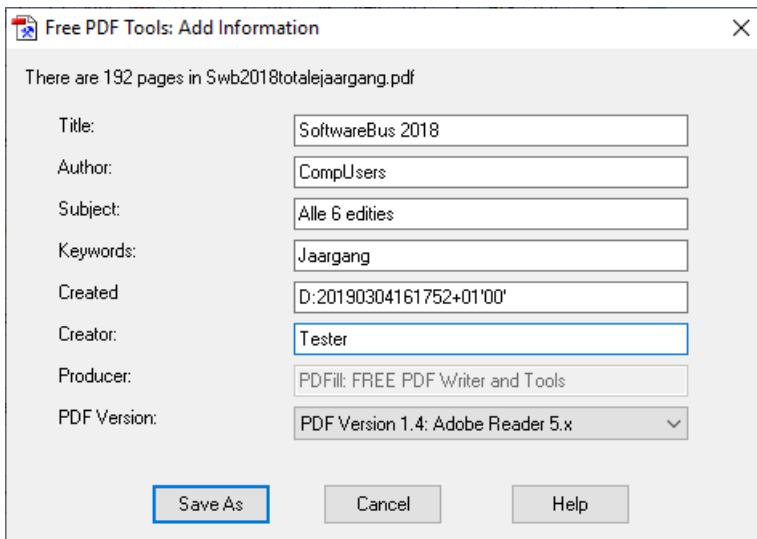 Free PDF Tools: Add Information
There are 192 pages in Swb2018totalejaargang.pdf
Title: SoftwareBus 2018
Author: CompUsers
Subject: Alle 6 edities
Keywords: Jaargang
Created D:20190304161752+01'00'
Creator: Tester
Producer: PDFill: FREE PDF Writer and Tools
PDF Version: PDF Version 1.4: Adobe Reader 5.x
Save As Cancel Help